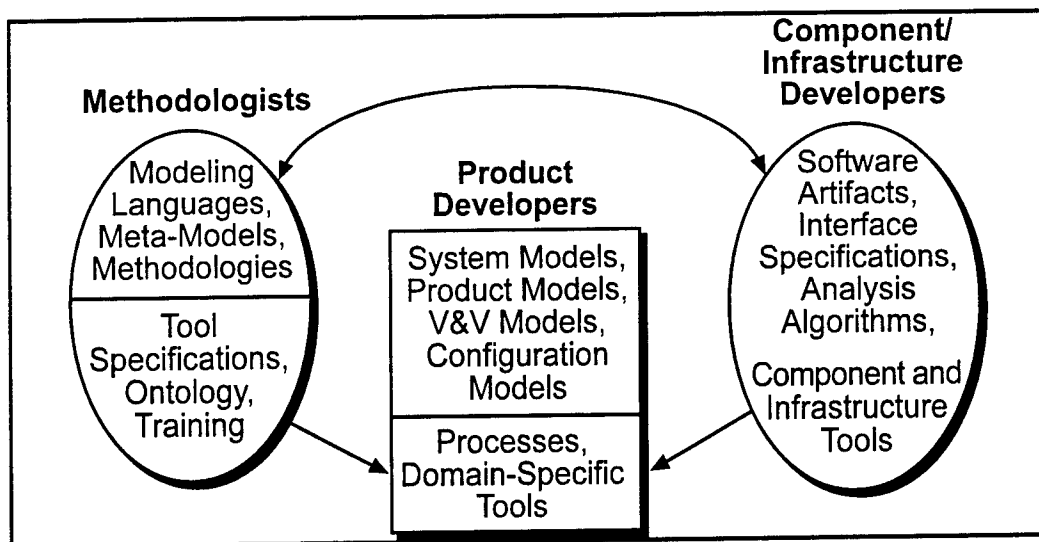 Methodologists
Modeling
Languages,
Meta-Models,
Methodologies
Tool
Specifications,
Ontology,
Training
Product
Developers
System Models,
Product Models,
V&V Models,
Configuration
Models
Processes,
Domain-Specific
Tools
Component/
Infrastructure
Developers
Software
Artifacts,
Interface
Specifications,
Analysis
Algorithms,
Component and
Infrastructure
Tools